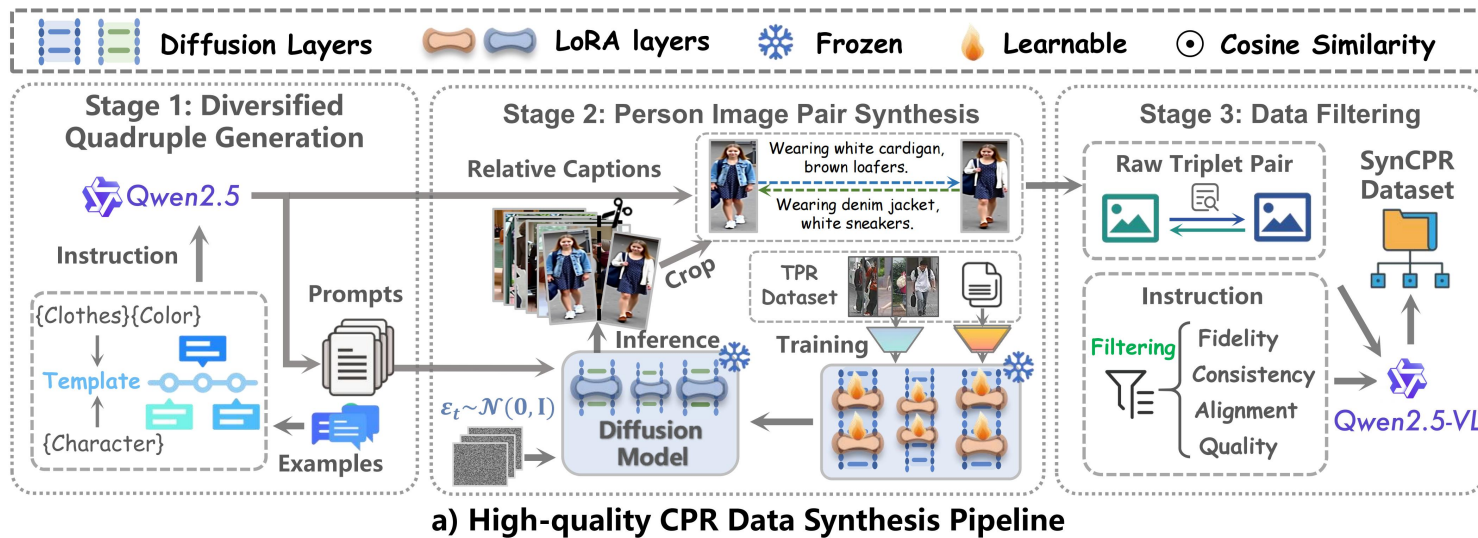 Diffusion Layers
LoRA layers
Frozen
Learnable
Cosine Similarity
Stage 1: Diversified
Quadruple Generation
Qwen2.5
Instruction
{Clothes}{Color}
Template
{Character}
Prompts
Examples
Stage 2: Person Image Pair Synthesis
Relative Captions
Wearing white cardigan,
brown loafers.
Wearing denim jacket,
white sneakers.
Crop
TPR
Dataset
Inference
Training
ε_t~𝒩(0, I)
Diffusion
Model
Stage 3: Data Filtering
Raw Triplet Pair
SynCPR
Dataset
Instruction
Filtering
Fidelity
Consistency
Alignment
Quality
Qwen2.5-VL
a) High-quality CPR Data Synthesis Pipeline